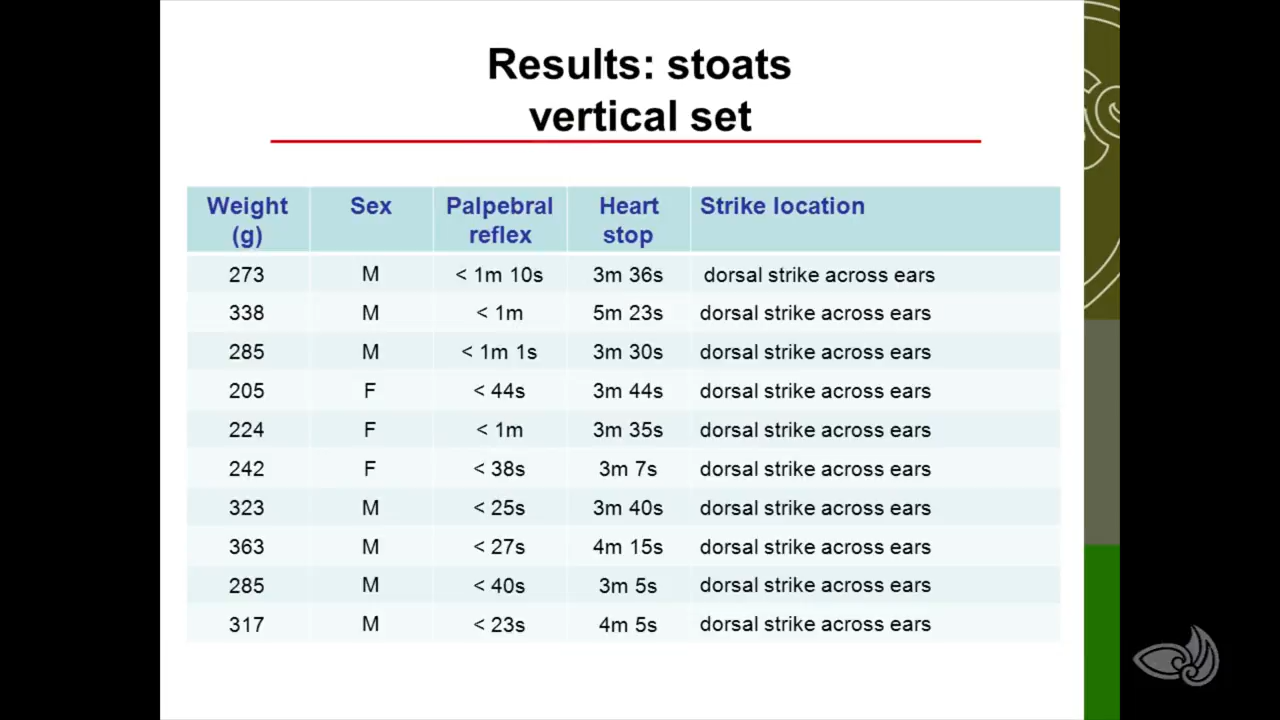 Results: stoats
vertical set
Weight (g) Sex Palpebral reflex Heart stop Strike location
273 M < 1m 10s 3m 36s dorsal strike across ears
338 M < 1m 5m 23s dorsal strike across ears
285 M < 1m 1s 3m 30s dorsal strike across ears
205 F < 44s 3m 44s dorsal strike across ears
224 F < 1m 3m 35s dorsal strike across ears
242 F < 38s 3m 7s dorsal strike across ears
323 M < 25s 3m 40s dorsal strike across ears
363 M < 27s 4m 15s dorsal strike across ears
285 M < 40s 3m 5s dorsal strike across ears
317 M < 23s 4m 5s dorsal strike across ears